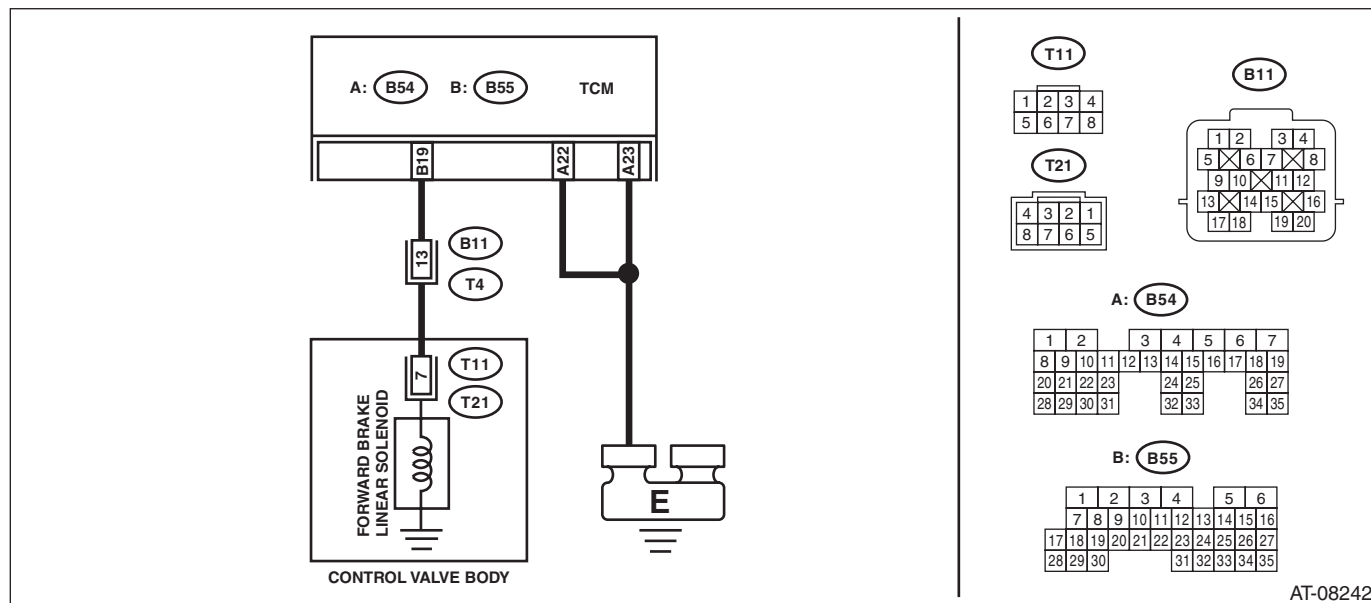 A: B54 B: B55 TCM
B19 A22 A23
13
B11
T4
7
T11
T21
FORWARD BRAKE
LINEAR SOLENOID
E
CONTROL VALVE BODY
T11
1 2 3 4
5 6 7 8
T21
4 3 2 1
8 7 6 5
B11
1 2 3 4
5 6 7 8
9 10 11 12
13 14 15 16
17 18 19 20
A: B54
1 2 3 4 5 6 7
8 9 10 11 12 13 14 15 16 17 18 19
20 21 22 23 24 25 26 27
28 29 30 31 32 33 34 35
B: B55
1 2 3 4 5 6
7 8 9 10 11 12 13 14 15 16
17 18 19 20 21 22 23 24 25 26 27
28 29 30 31 32 33 34 35
AT-08242